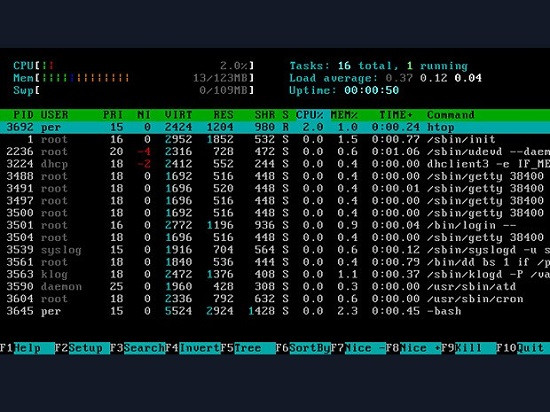 CPU[|| 2.0%] Tasks: 16 total, 1 running
Mem[|||||||||||||||||| 13/123MB] Load average: 0.37 0.12 0.04
Swp[ 0/109MB] Uptime: 00:00:50
PID USER PRI NI VIRT RES SHR S CPU% MEM% TIME+ Command
3692 per 15 0 2424 1204 980 R 2.0 1.0 0:00.24 htop
1 root 16 0 2952 1852 532 S 0.0 1.5 0:00.77 /sbin/init
2236 root 20 -4 2316 728 472 S 0.0 0.6 0:01.06 /sbin/udevd --daem
3224 dhcp 18 -2 2412 552 244 S 0.0 0.4 0:00.00 dhclient3 -e IF_ME
3488 root 18 0 1692 516 448 S 0.0 0.4 0:00.00 /sbin/getty 38400
3491 root 18 0 1696 520 448 S 0.0 0.4 0:00.01 /sbin/getty 38400
3497 root 18 0 1696 516 448 S 0.0 0.4 0:00.00 /sbin/getty 38400
3500 root 18 0 1692 516 448 S 0.0 0.4 0:00.00 /sbin/getty 38400
3501 root 16 0 2772 1196 936 S 0.0 0.9 0:00.04 /bin/login --
3504 root 18 0 1696 516 448 S 0.0 0.4 0:00.00 /sbin/getty 38400
3539 syslog 15 0 1916 704 564 S 0.0 0.6 0:00.12 /sbin/syslogd -u s
3561 root 18 0 1840 536 444 S 0.0 0.4 0:00.79 /bin/dd bs 1 if /p
3563 klog 18 0 2472 1376 408 S 0.0 1.1 0:00.37 /sbin/klogd -P /va
3590 daemon 25 0 1960 428 308 S 0.0 0.3 0:00.00 /usr/sbin/atd
3604 root 18 0 2336 792 632 S 0.0 0.6 0:00.00 /usr/sbin/cron
3645 per 15 0 5524 2924 1428 S 0.0 2.3 0:00.45 -bash
F1Help F2Setup F3SearchF4InvertF5Tree F6SortByF7Nice -F8Nice +F9Kill F10Quit